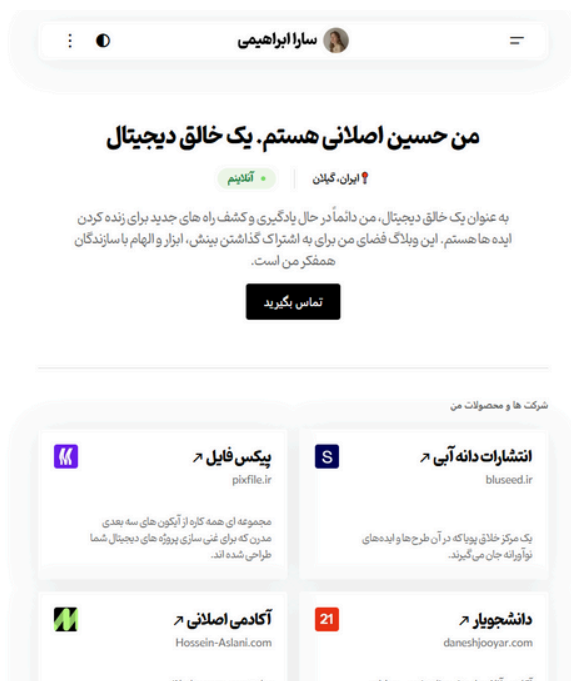 سارا ابراهیمی
من حسین اصلانی هستم. یک خالق دیجیتال
ایران، گیلان
آنلاینم
به عنوان یک خالق دیجیتال، من دائماً در حال یادگیری و کشف راه های جدید برای زنده کردن
ایده ها هستم. این وبلاگ فضای من برای به اشتراک گذاشتن بینش، ابزار و الهام با سازندگان
همفکر من است.
تماس بگیرید
شرکت ها و محصولات من
انتشارات دانه آبی
S
bluseed.ir
یک مرکز خلاق پویا که در آن طرح‌ها و ایده‌های
نوآورانه جان می‌گیرند.
پیکس فایل
pixfile.ir
مجموعه ای همه کاره از آیکون های سه بعدی
مدرن که برای غنی سازی پروژه های دیجیتال شما
طراحی شده اند.
دانشجویار
21
daneshjooyar.com
آکادمی اصلانی
Hossein-Aslani.com